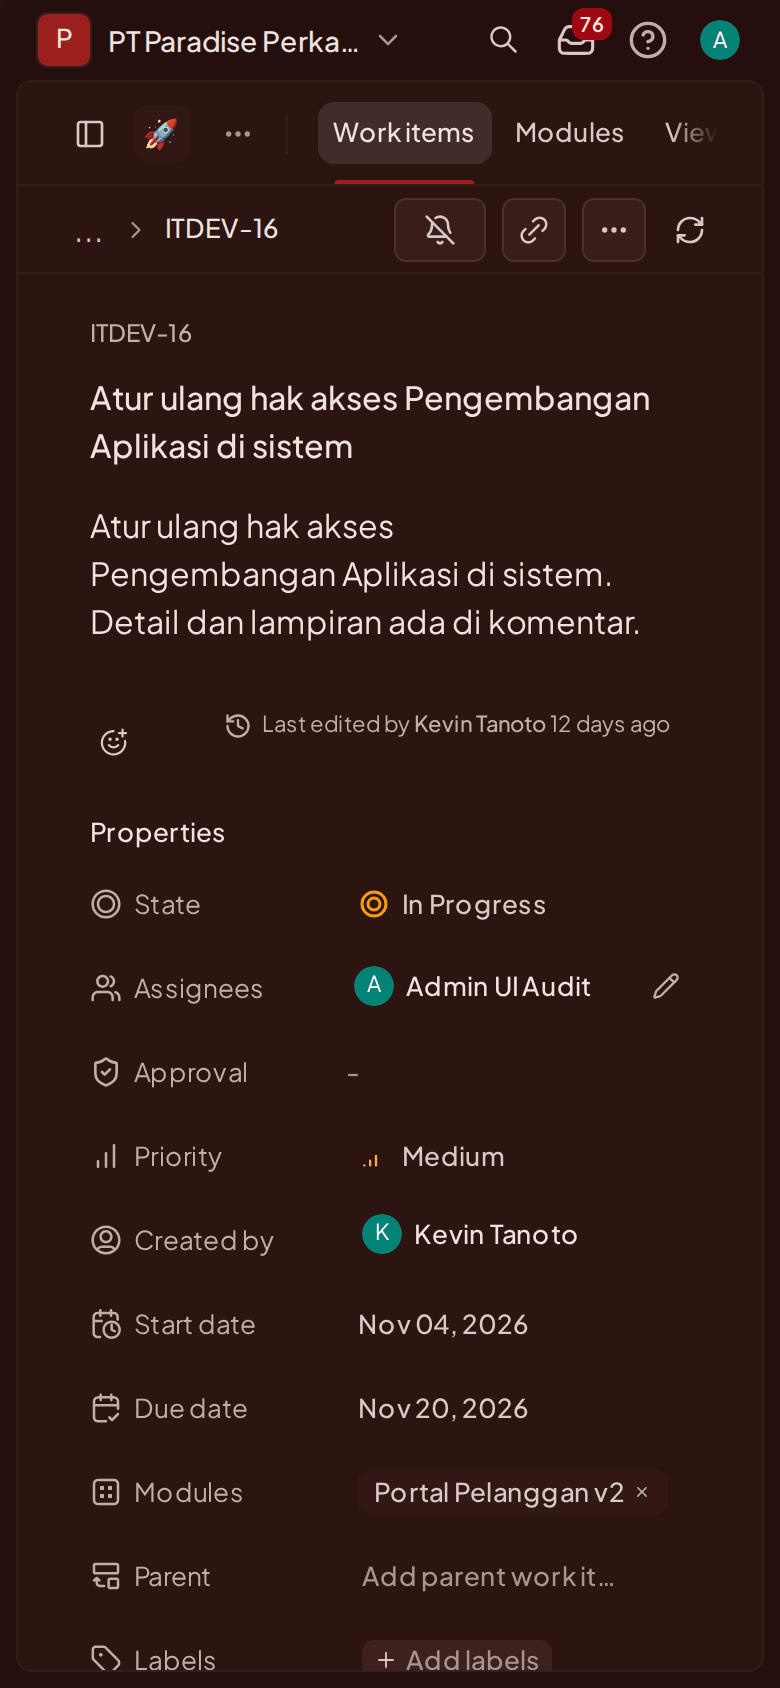 P PT Paradise Perka... 76 A
Work items Modules View
... ITDEV-16
ITDEV-16
Atur ulang hak akses Pengembangan
Aplikasi di sistem
Atur ulang hak akses
Pengembangan Aplikasi di sistem.
Detail dan lampiran ada di komentar.
Last edited by Kevin Tanoto 12 days ago
Properties
State In Progress
Assignees A Admin UI Audit
Approval -
Priority Medium
Created by K Kevin Tanoto
Start date Nov 04, 2026
Due date Nov 20, 2026
Modules Portal Pelanggan v2 ×
Parent Add parent work it...
Labels + Add labels